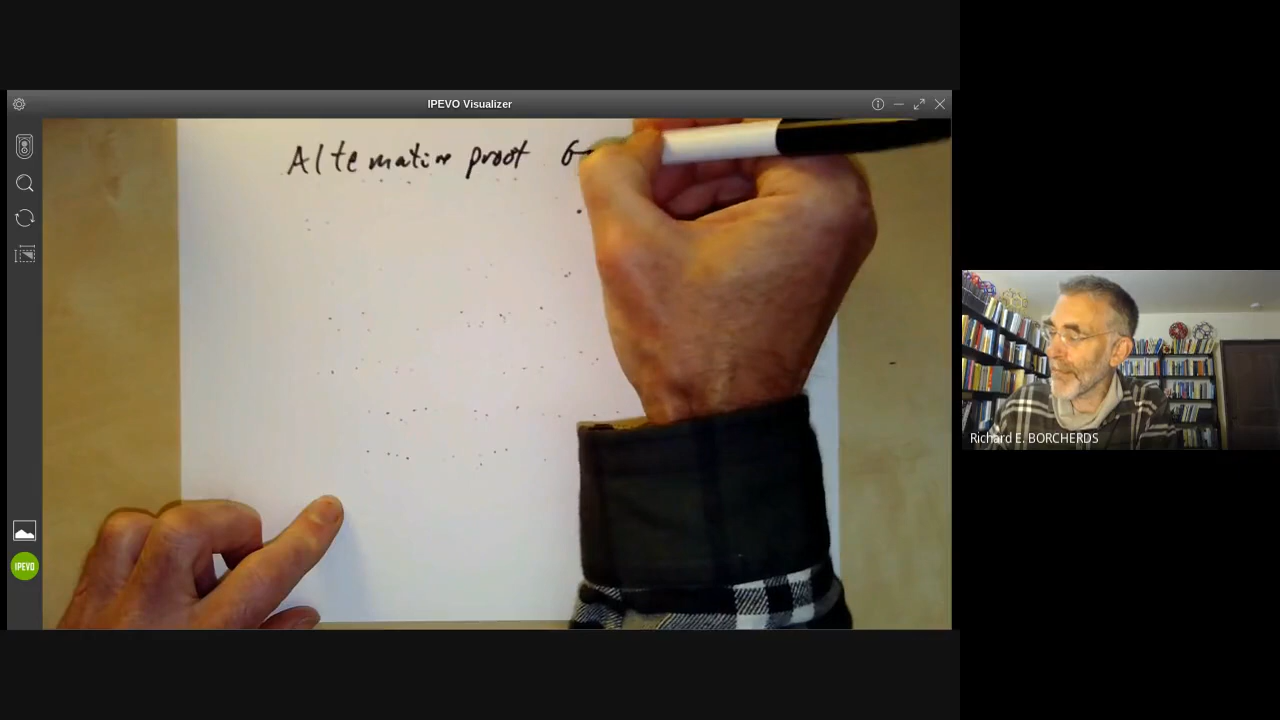 IPEVO Visualizer
Alternative proof
IPEVO
Richard E. BORCHERDS